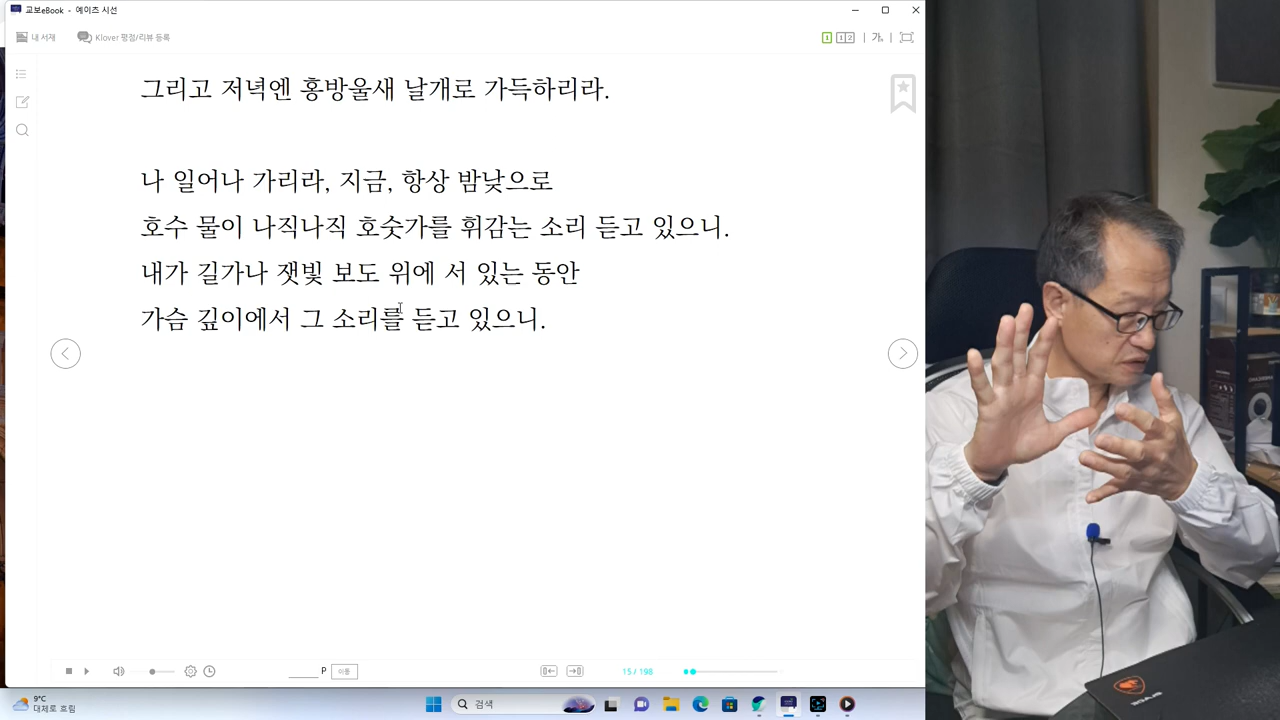 교보eBook - 예이츠 시선
내 서재
Klover 평점/리뷰 등록
1 12 가
그리고 저녁엔 홍방울새 날개로 가득하리라.
나 일어나 가리라, 지금, 항상 밤낮으로
호수 물이 나직나직 호숫가를 휘감는 소리 듣고 있으니.
내가 길가나 잿빛 보도 위에 서 있는 동안
가슴 깊이에서 그 소리를 듣고 있으니.
P 이동
15 / 198
9°C
대체로 흐림
검색